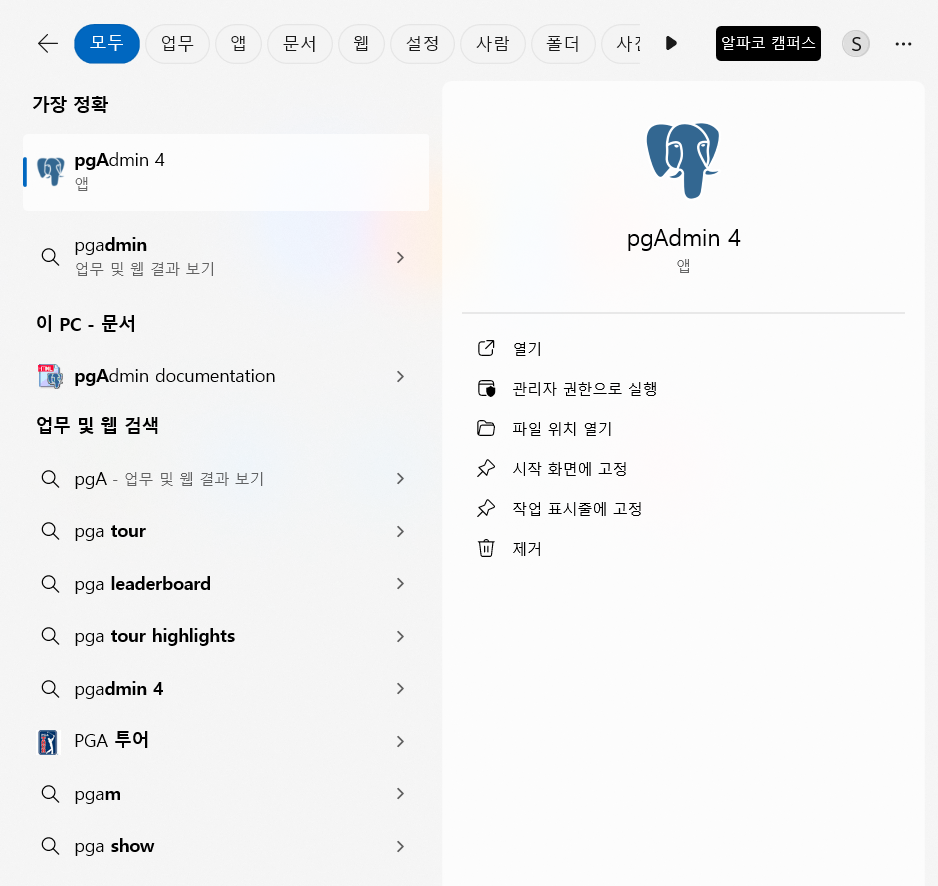 모두
업무
앱
문서
웹
설정
사람
폴더
알파코 캠퍼스
S
가장 정확
pgAdmin 4
앱
pgadmin
업무 및 웹 결과 보기
이 PC - 문서
pgAdmin documentation
업무 및 웹 검색
pgA - 업무 및 웹 결과 보기
pga tour
pga leaderboard
pga tour highlights
pgadmin 4
PGA 투어
pgam
pga show
pgAdmin 4
앱
열기
관리자 권한으로 실행
파일 위치 열기
시작 화면에 고정
작업 표시줄에 고정
제거